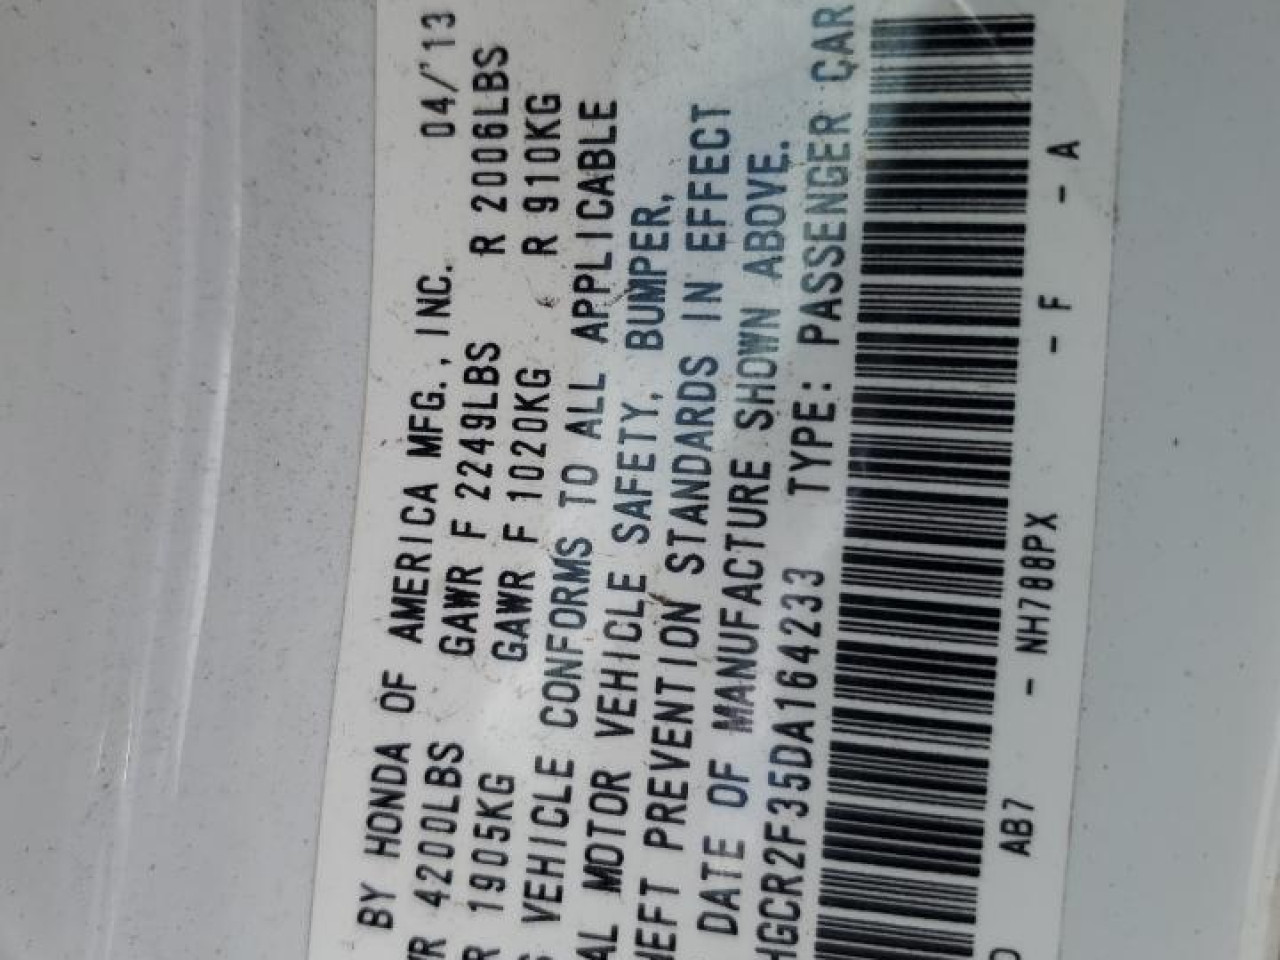 BY HONDA OF AMERICA MFG., INC. 04/'13
4200LBS GAWR F 2249LBS R 2006LBS
1905KG GAWR F 1020KG R 910KG
VEHICLE CONFORMS TO ALL APPLICABLE
AL MOTOR VEHICLE SAFETY, BUMPER,
HEFT PREVENTION STANDARDS IN EFFECT
DATE OF MANUFACTURE SHOWN ABOVE.
HGCR2F35DA164233 TYPE: PASSENGER CAR
AB7 - NH788PX - F - A